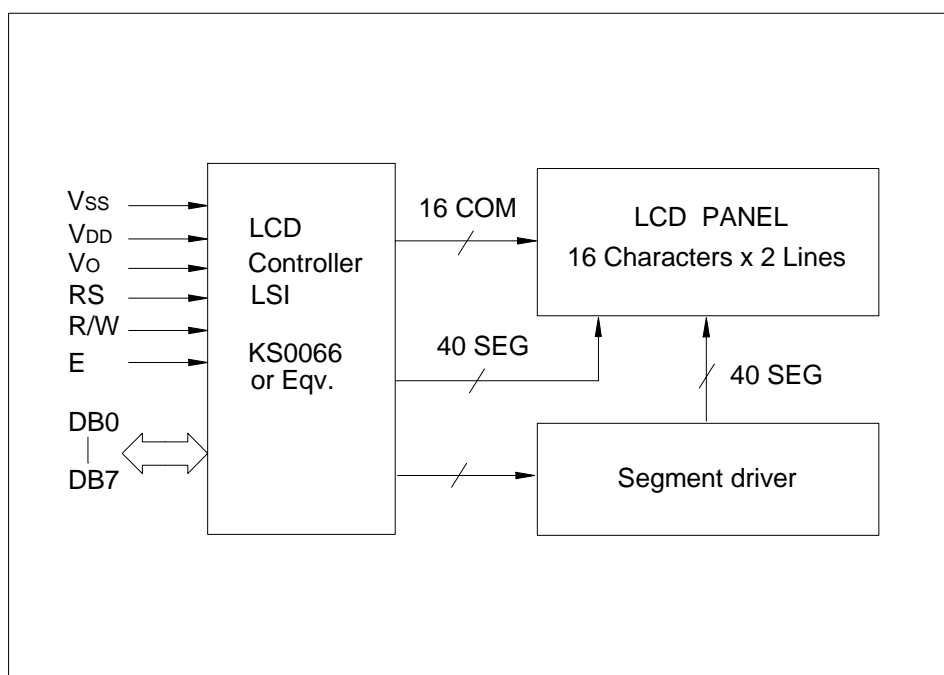 VSS
VDD
VO
RS
R/W
E
DB0
DB7
LCD
Controller
LSI
KS0066
or Eqv.
16 COM
40 SEG
LCD PANEL
16 Characters x 2 Lines
40 SEG
Segment driver